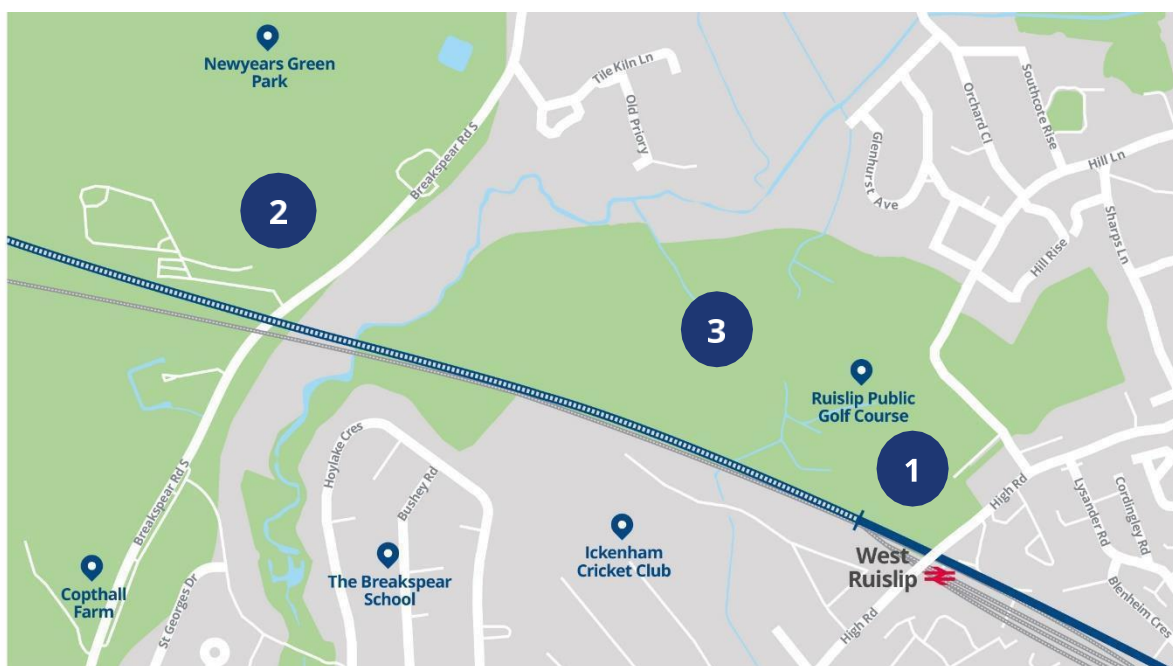 Newyears Green
Park
Tile Kiln Ln
Old Priory
Breakspear Rd S
Southcote Rise
Orchard Cl
Glenhurst Ave
Hill Ln
Sharps Ln
Hill Rise
2
3
Ruislip Public
Golf Course
1
Hoylake Cres
Bushey Rd
High Rd
Lysander Rd
Cordingley Rd
Breakspear Rd S
Ickenham
Cricket Club
West
Ruislip
The Breakspear
School
Copthall
Farm
St Georges Dr
High Rd
Blenheim Cres